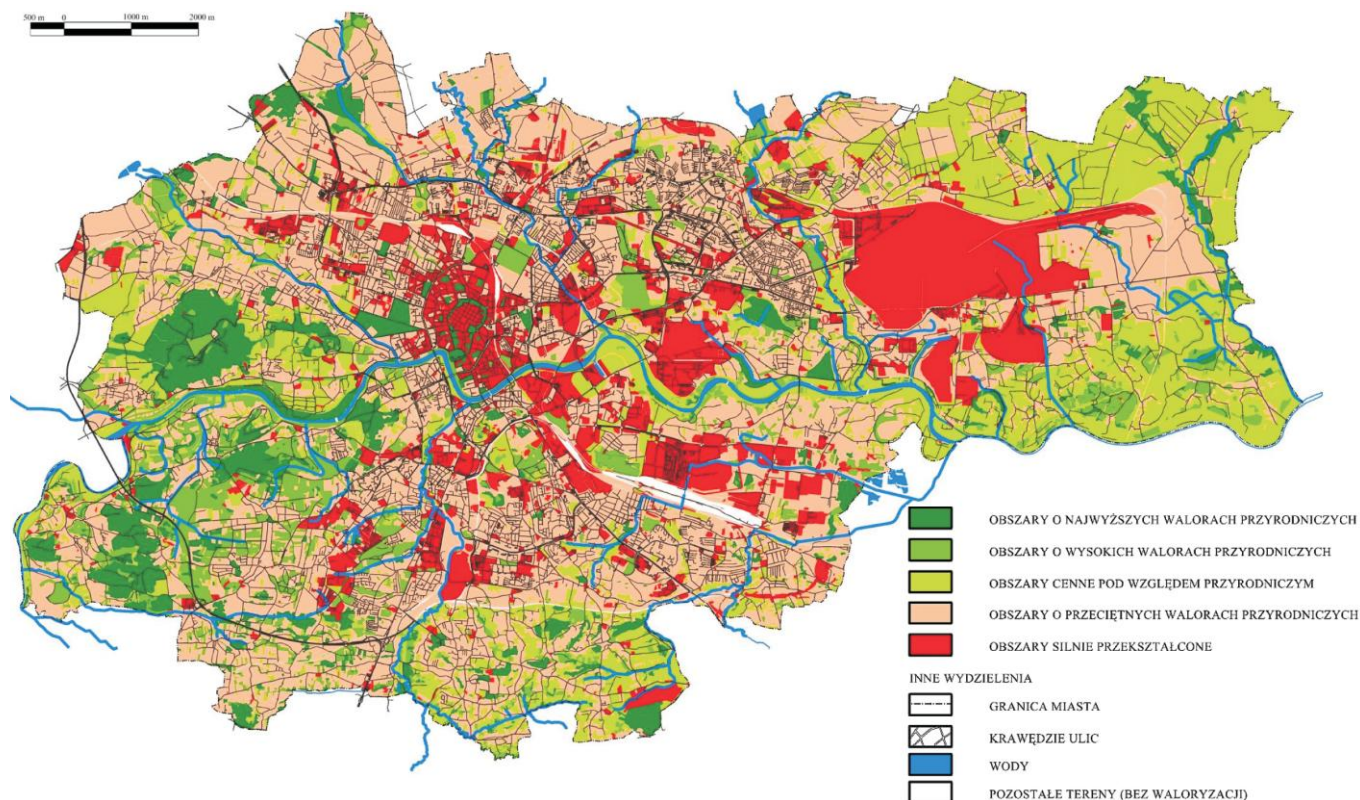 500 m 0 1000 m 2000 m
OBSZARY O NAJWYŻSZYCH WALORACH PRZYRODNICZYCH
OBSZARY O WYSOKICH WALORACH PRZYRODNICZYCH
OBSZARY CENNE POD WZGLĘDEM PRZYRODNICZYM
OBSZARY O PRZECIĘTNYCH WALORACH PRZYRODNICZYCH
OBSZARY SILNIE PRZEKSZTAŁCONE
INNE WYDZIELENIA
GRANICA MIASTA
KRAWĘDZIE ULIC
WODY
POZOSTAŁE TERENY (BEZ WALORYZACJI)